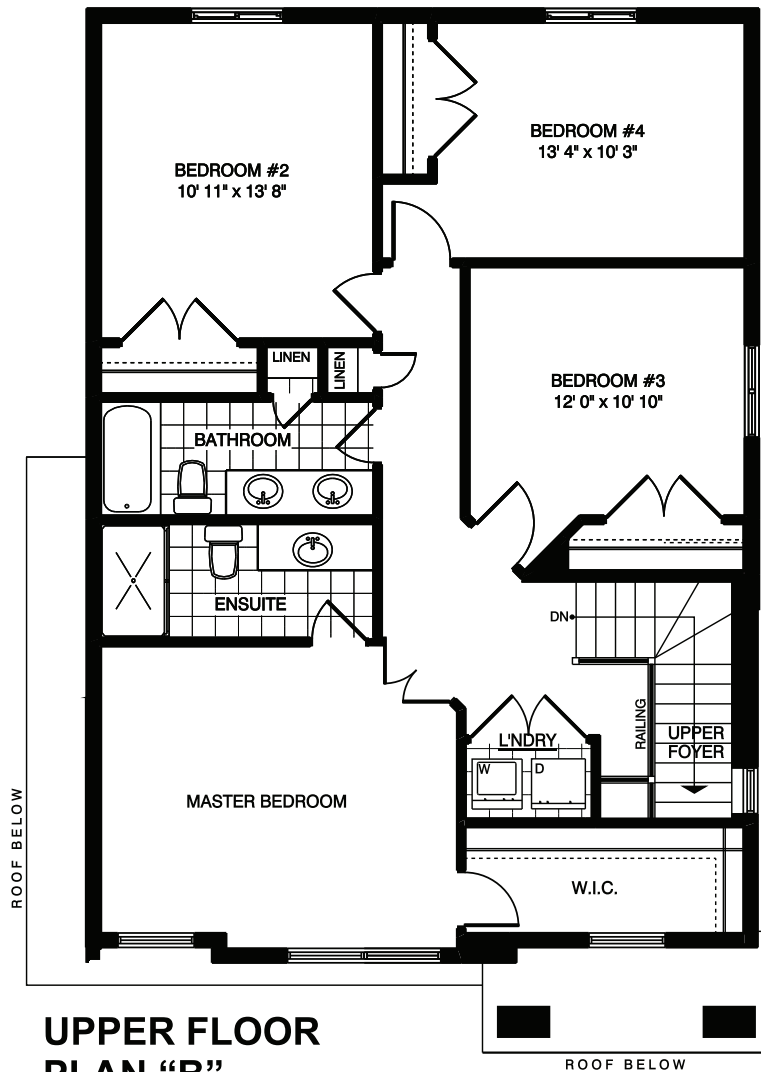 BEDROOM #4
13' 4" x 10' 3"
BEDROOM #2
10' 11" x 13' 8"
LINEN
LINEN
BEDROOM #3
12' 0" x 10' 10"
BATHROOM
ENSUITE
DN
RAILING
UPPER
FOYER
L'NDRY
W
D
MASTER BEDROOM
ROOF BELOW
W.I.C.
UPPER FLOOR
PLAN “B”
ROOF BELOW